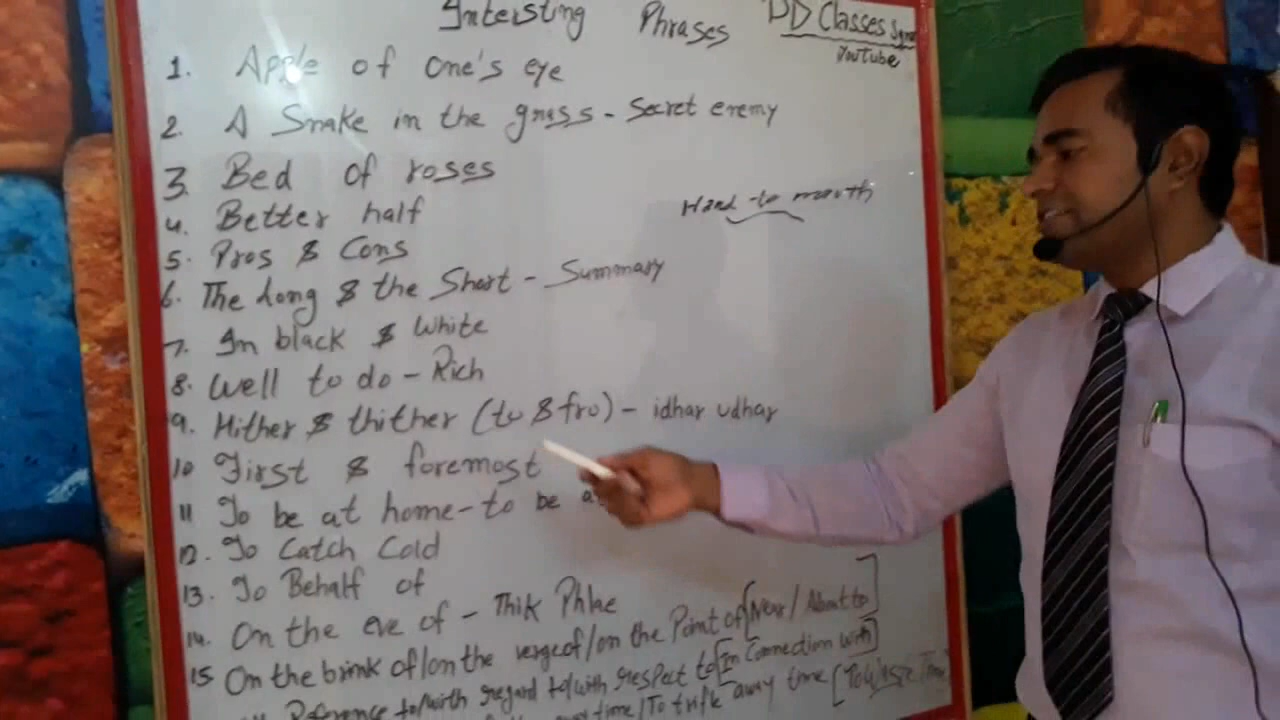 Intersting Phrases
DD Classes
YouTube
1. Apple of one's eye
2. A Snake in the grass - Secret enemy
3. Bed of roses
Hand-to mouth
4. Better half
5. Pros & Cons
6. The Long & the Short - Summary
7. In black & White
8. Well to do - Rich
9. Hither & thither (to & fro) - idhar udhar
10 First & foremost
11 To be at home - to be
12. To Catch Cold
13. To Behalf of
14. On the eve of - Thik Phle
15 On the brink of/on the verge of/on the Point of [Near/About to]
Reference to/with regard to/with respect to [In Connection with]
time/To trifle away time